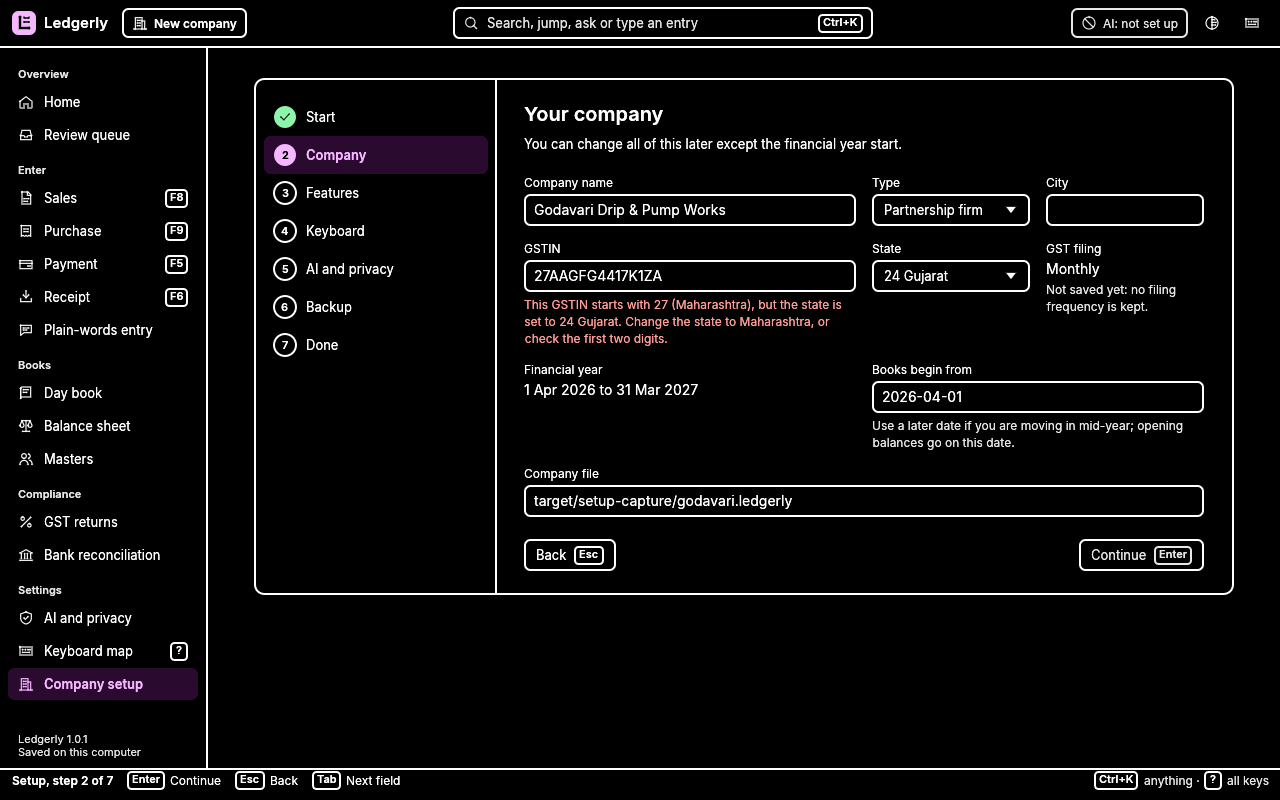 Ledgerly
New company
Search, jump, ask or type an entry
Ctrl+K
AI: not set up
Overview
Home
Review queue
Enter
Sales F8
Purchase F9
Payment F5
Receipt F6
Plain-words entry
Books
Day book
Balance sheet
Masters
Compliance
GST returns
Bank reconciliation
Settings
AI and privacy
Keyboard map ?
Company setup
Ledgerly 1.0.1
Saved on this computer
Start
2 Company
3 Features
4 Keyboard
5 AI and privacy
6 Backup
7 Done
Your company
You can change all of this later except the financial year start.
Company name
Godavari Drip & Pump Works
Type
Partnership firm
City
GSTIN
27AAGFG4417K1ZA
This GSTIN starts with 27 (Maharashtra), but the state is
set to 24 Gujarat. Change the state to Maharashtra, or
check the first two digits.
State
24 Gujarat
GST filing
Monthly
Not saved yet: no filing
frequency is kept.
Financial year
1 Apr 2026 to 31 Mar 2027
Books begin from
2026-04-01
Use a later date if you are moving in mid-year; opening
balances go on this date.
Company file
target/setup-capture/godavari.ledgerly
Back Esc
Continue Enter
Setup, step 2 of 7 Enter Continue Esc Back Tab Next field
Ctrl+K anything · ? all keys